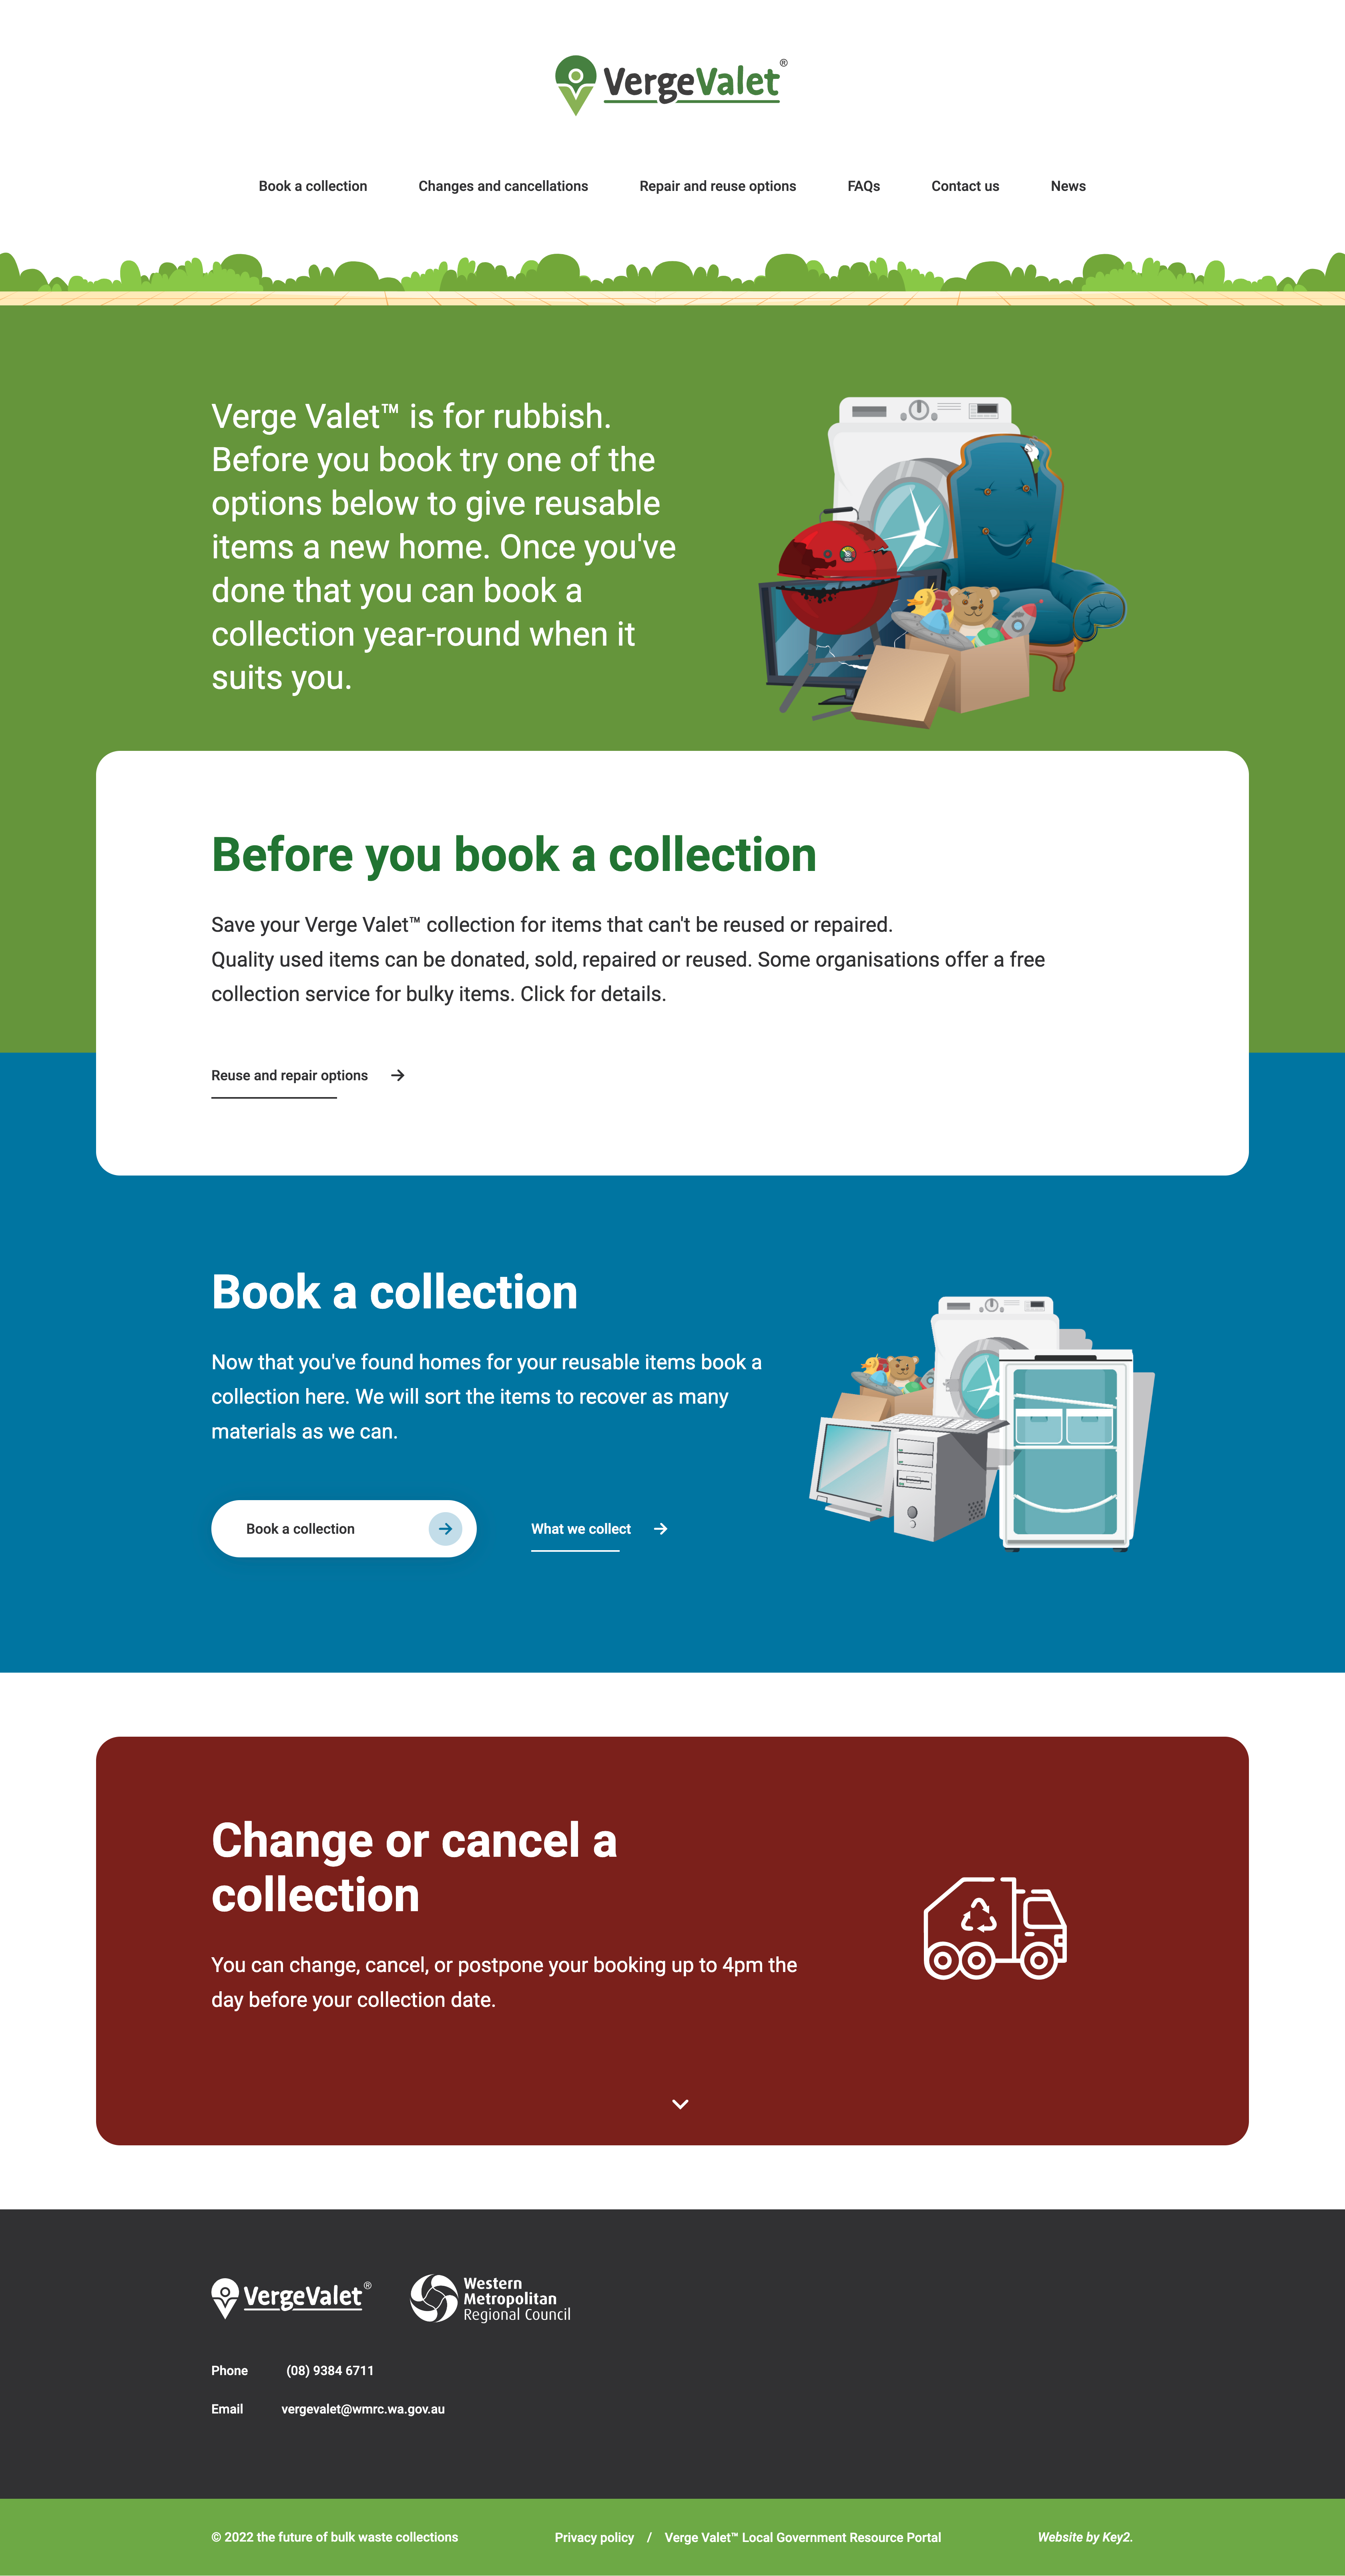 VergeValet®
Book a collection
Changes and cancellations
Repair and reuse options
FAQs
Contact us
News
Verge Valet™ is for rubbish.
Before you book try one of the
options below to give reusable
items a new home. Once you've
done that you can book a
collection year-round when it
suits you.
Before you book a collection
Save your Verge Valet™ collection for items that can't be reused or repaired.
Quality used items can be donated, sold, repaired or reused. Some organisations offer a free
collection service for bulky items. Click for details.
Reuse and repair options
Book a collection
Now that you've found homes for your reusable items book a
collection here. We will sort the items to recover as many
materials as we can.
Book a collection
What we collect
Change or cancel a
collection
You can change, cancel, or postpone your booking up to 4pm the
day before your collection date.
VergeValet®
Western
Metropolitan
Regional Council
Phone (08) 9384 6711
Email vergevalet@wmrc.wa.gov.au
© 2022 the future of bulk waste collections
Privacy policy / Verge Valet™ Local Government Resource Portal
Website by Key2.